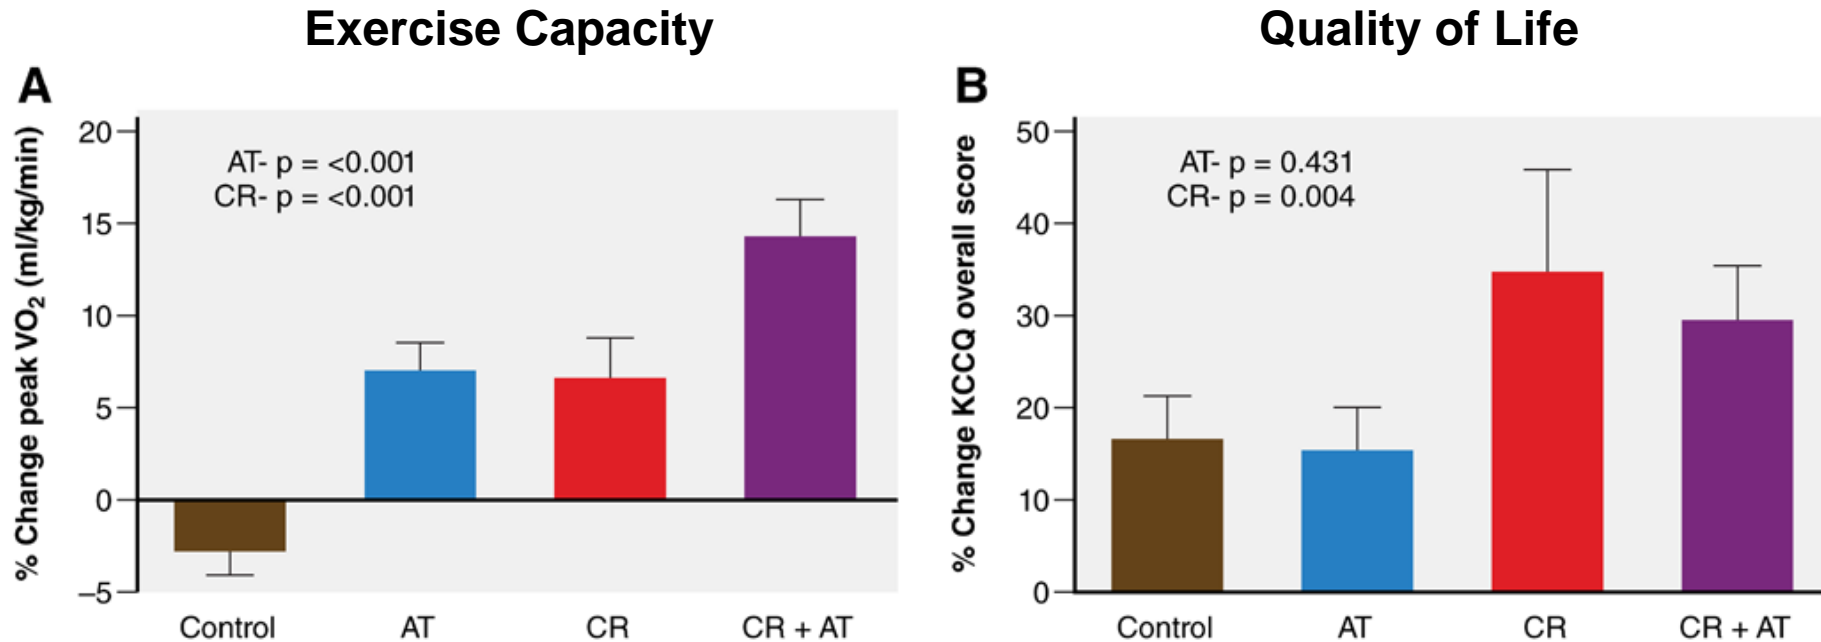 Exercise Capacity
A
% Change peak VO₂ (ml/kg/min)
20
15
10
5
0
–5
AT- p = <0.001
CR- p = <0.001
Control
AT
CR
CR + AT
Quality of Life
B
% Change KCCQ overall score
50
40
30
20
10
0
AT- p = 0.431
CR- p = 0.004
Control
AT
CR
CR + AT